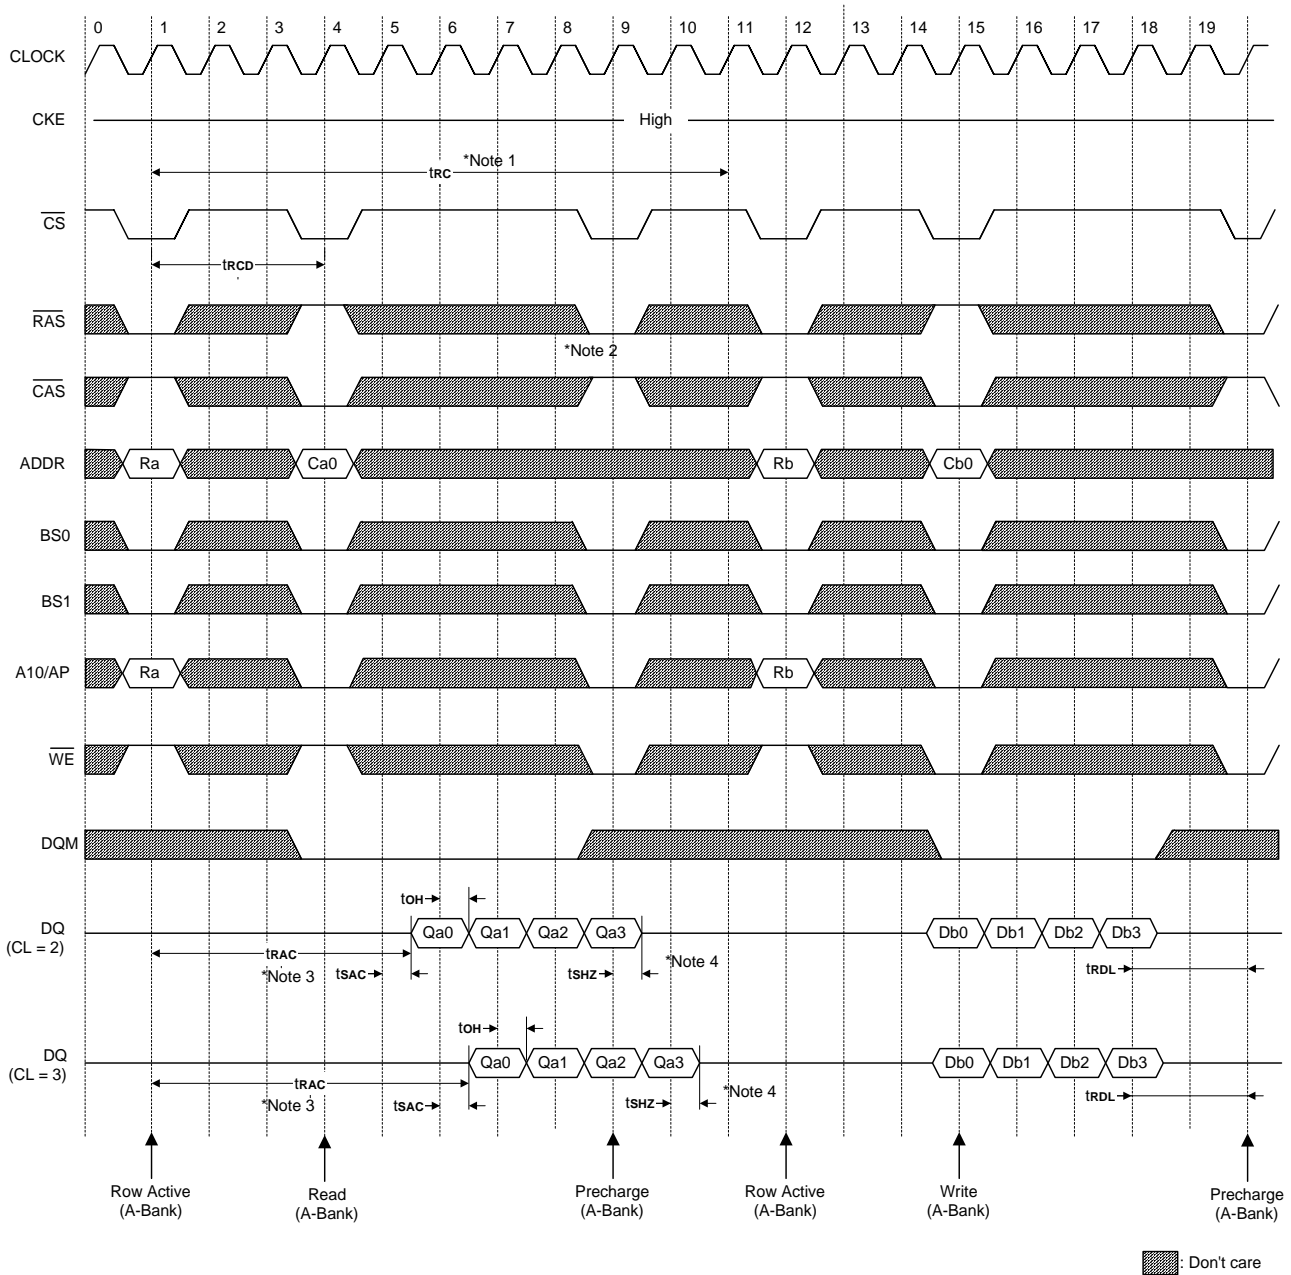 0 1 2 3 4 5 6 7 8 9 10 11 12 13 14 15 16 17 18 19
CLOCK
CKE High
*Note 1
tRC
CS
tRCD
RAS
*Note 2
CAS
ADDR Ra Ca0 Rb Cb0
BS0
BS1
A10/AP Ra Rb
WE
DQM
tOH
DQ
(CL = 2)
Qa0 Qa1 Qa2 Qa3 Db0 Db1 Db2 Db3
tRAC
*Note 3 tSAC tSHZ *Note 4 tRDL
tOH
DQ
(CL = 3)
Qa0 Qa1 Qa2 Qa3 Db0 Db1 Db2 Db3
tRAC
*Note 3 tSAC tSHZ *Note 4 tRDL
Row Active
(A-Bank)
Read
(A-Bank)
Precharge
(A-Bank)
Row Active
(A-Bank)
Write
(A-Bank)
Precharge
(A-Bank)
: Don't care